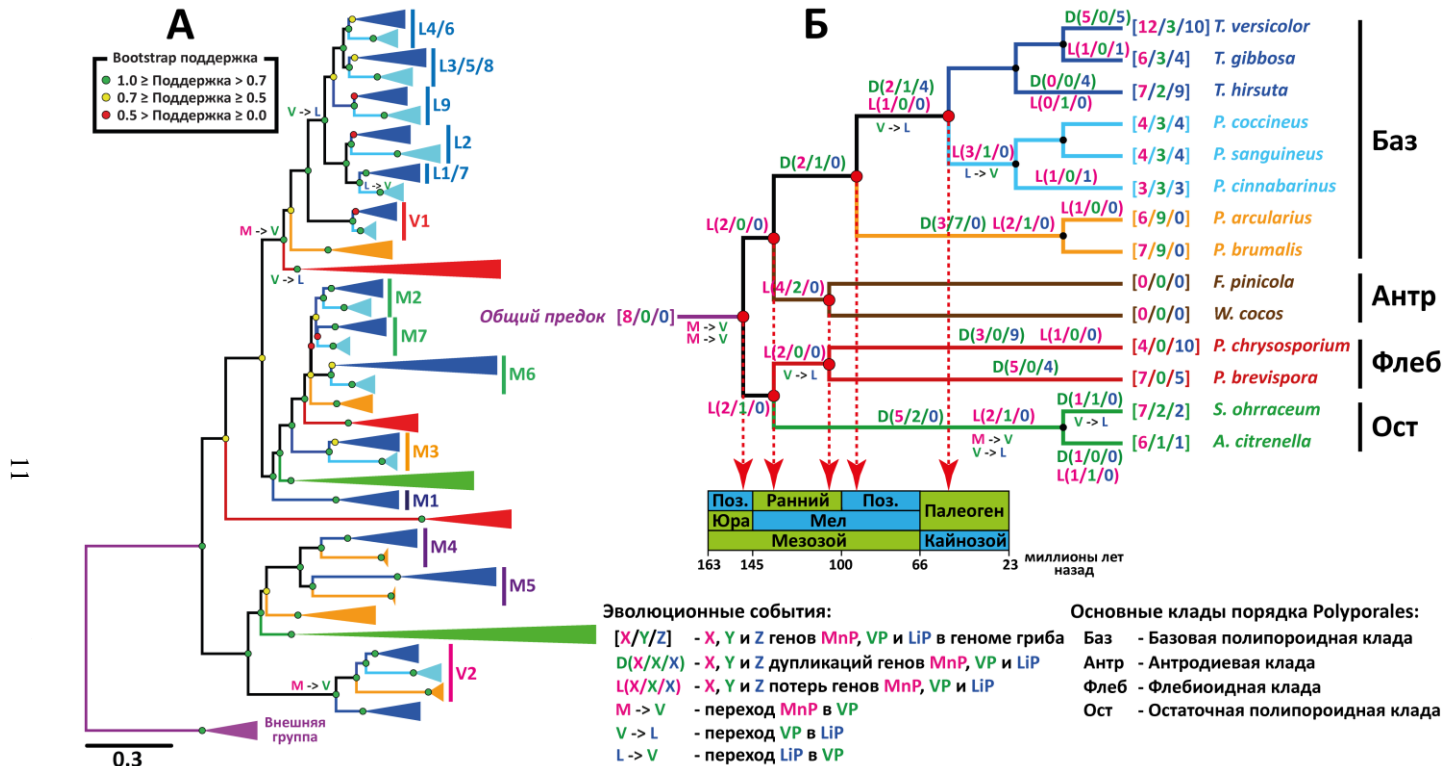 А
Bootstrap поддержка
1.0 ≥ Поддержка > 0.7
0.7 ≥ Поддержка ≥ 0.5
0.5 > Поддержка ≥ 0.0
L4/6
L3/5/8
V -> L
L9
L2
L1/7
L -> V
V1
M -> V
V -> L
M2
M7
M6
M3
M1
M4
M5
V2
M -> V
Внешняя
группа
0.3
11
Б
D(5/0/5)
[12/3/10] T. versicolor
L(1/0/1)
[6/3/4] T. gibbosa
D(2/1/4)
L(1/0/0)
V -> L
D(0/0/4)
[7/2/9] T. hirsuta
L(0/1/0)
[4/3/4] P. coccineus
L(3/1/0)
L -> V
[4/3/4] P. sanguineus
D(2/1/0)
L(1/0/1)
[3/3/3] P. cinnabarinus
L(1/0/0)
[6/9/0] P. arcularius
L(2/0/0)
D(3/7/0) L(2/1/0)
[7/9/0] P. brumalis
Баз
L(4/2/0)
[0/0/0] F. pinicola
[0/0/0] W. cocos
Антр
Общий предок [8/0/0]
M -> V
M -> V
D(3/0/9) L(1/0/0)
[4/0/10] P. chrysosporium
L(2/0/0)
V -> L
D(5/0/4)
[7/0/5] P. brevispora
Флеб
L(2/1/0)
D(5/2/0)
L(2/1/0)
M -> V
V -> L
D(1/1/0)
V -> L
[7/2/2] S. ohrraceum
[6/1/1] A. citrenella
D(1/0/0)
L(1/1/0)
Ост
Поз. Ранний Поз. Палеоген
Юра Мел
Мезозой Кайнозой
163 145 100 66 23
миллионы лет
назад
Эволюционные события:
[X/Y/Z] - X, Y и Z генов MnP, VP и LiP в геноме гриба
D(X/X/X) - X, Y и Z дупликаций генов MnP, VP и LiP
L(X/X/X) - X, Y и Z потерь генов MnP, VP и LiP
M -> V - переход MnP в VP
V -> L - переход VP в LiP
L -> V - переход LiP в VP
Основные клады порядка Polyporales:
Баз - Базовая полипороидная клада
Антр - Антродиевая клада
Флеб - Флебиоидная клада
Ост - Остаточная полипороидная клада